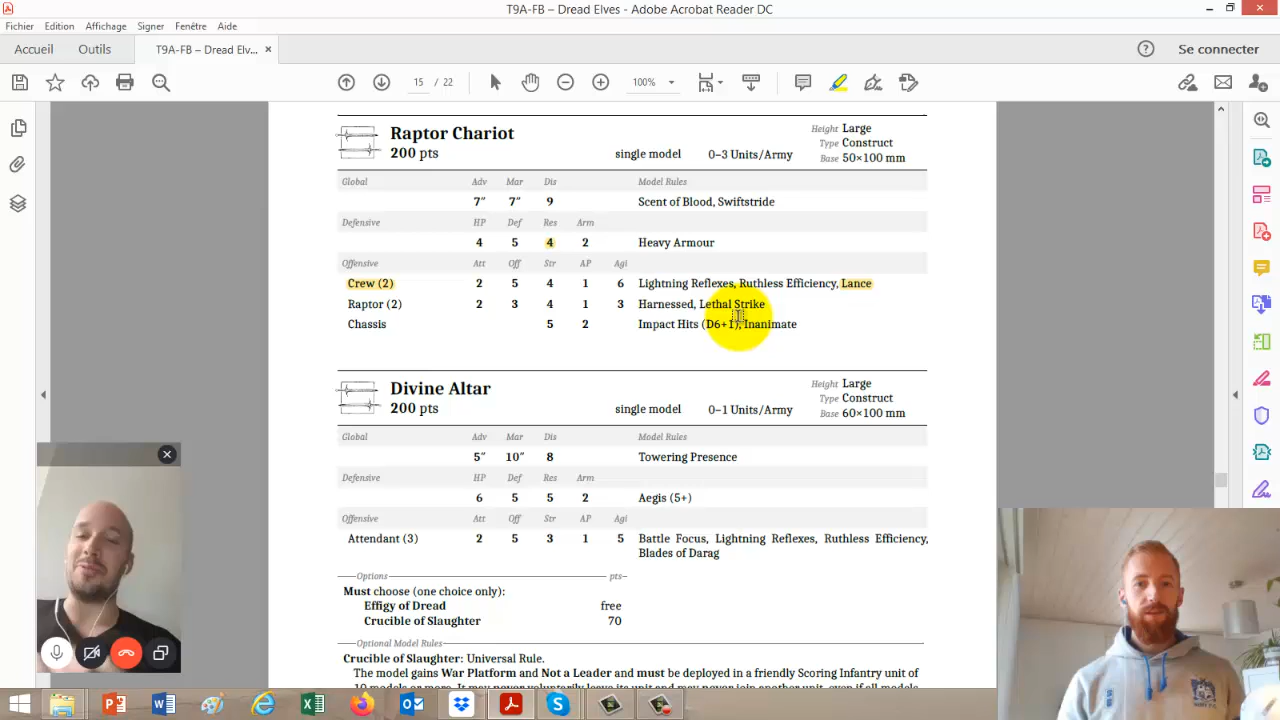 T9A-FB – Dread Elves - Adobe Acrobat Reader DC
Fichier Edition Affichage Signer Fenêtre Aide
Accueil Outils T9A-FB – Dread Elv... × Se connecter
15 / 22 100%
Raptor Chariot Height Large
200 pts single model 0–3 Units/Army Type Construct
Base 50×100 mm
Global Adv Mar Dis Model Rules
7″ 7″ 9 Scent of Blood, Swiftstride
Defensive HP Def Res Arm
4 5 4 2 Heavy Armour
Offensive Att Off Str AP Agi
Crew (2) 2 5 4 1 6 Lightning Reflexes, Ruthless Efficiency, Lance
Raptor (2) 2 3 4 1 3 Harnessed, Lethal Strike
Chassis 5 2 Impact Hits (D6+1), Inanimate
Divine Altar Height Large
200 pts single model 0–1 Units/Army Type Construct
Base 60×100 mm
Global Adv Mar Dis Model Rules
5″ 10″ 8 Towering Presence
Defensive HP Def Res Arm
6 5 5 2 Aegis (5+)
Offensive Att Off Str AP Agi
Attendant (3) 2 5 3 1 5 Battle Focus, Lightning Reflexes, Ruthless Efficiency,
Blades of Darag
Options pts
Must choose (one choice only):
Effigy of Dread free
Crucible of Slaughter 70
Optional Model Rules
Crucible of Slaughter: Universal Rule.
The model gains War Platform and Not a Leader and must be deployed in a friendly Scoring Infantry unit of